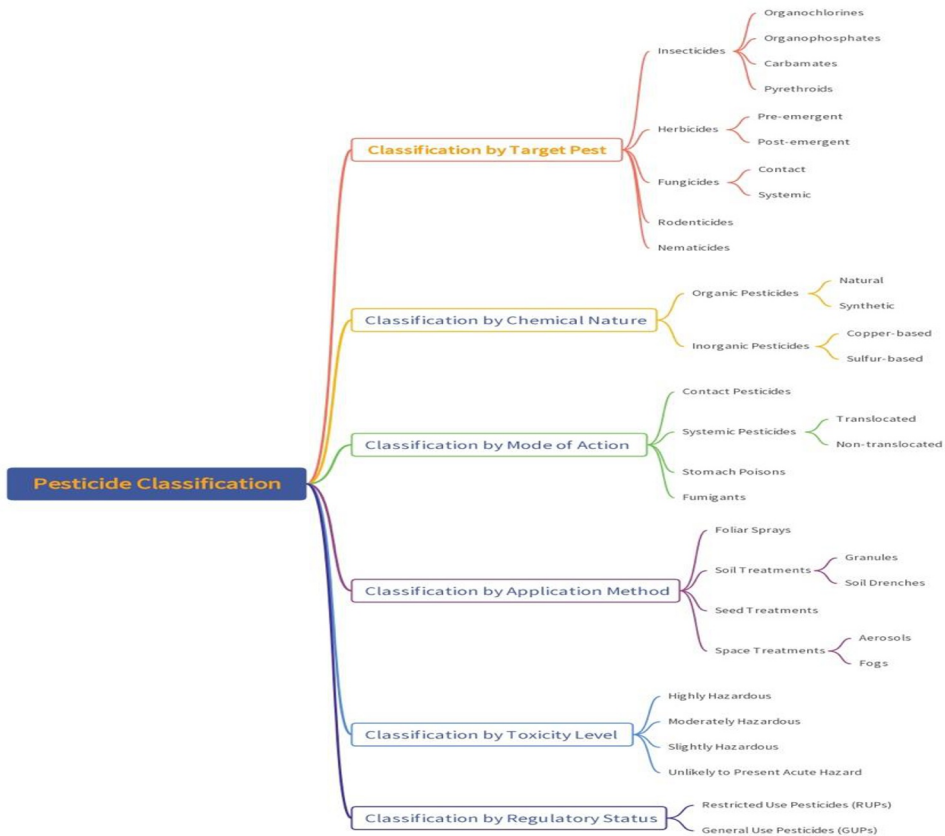 Pesticide Classification
Classification by Target Pest
Insecticides
Organochlorines
Organophosphates
Carbamates
Pyrethroids
Herbicides
Pre-emergent
Post-emergent
Fungicides
Contact
Systemic
Rodenticides
Nematicides
Classification by Chemical Nature
Organic Pesticides
Natural
Synthetic
Inorganic Pesticides
Copper-based
Sulfur-based
Classification by Mode of Action
Contact Pesticides
Systemic Pesticides
Translocated
Non-translocated
Stomach Poisons
Fumigants
Classification by Application Method
Foliar Sprays
Soil Treatments
Granules
Soil Drenches
Seed Treatments
Space Treatments
Aerosols
Fogs
Classification by Toxicity Level
Highly Hazardous
Moderately Hazardous
Slightly Hazardous
Unlikely to Present Acute Hazard
Classification by Regulatory Status
Restricted Use Pesticides (RUPs)
General Use Pesticides (GUPs)